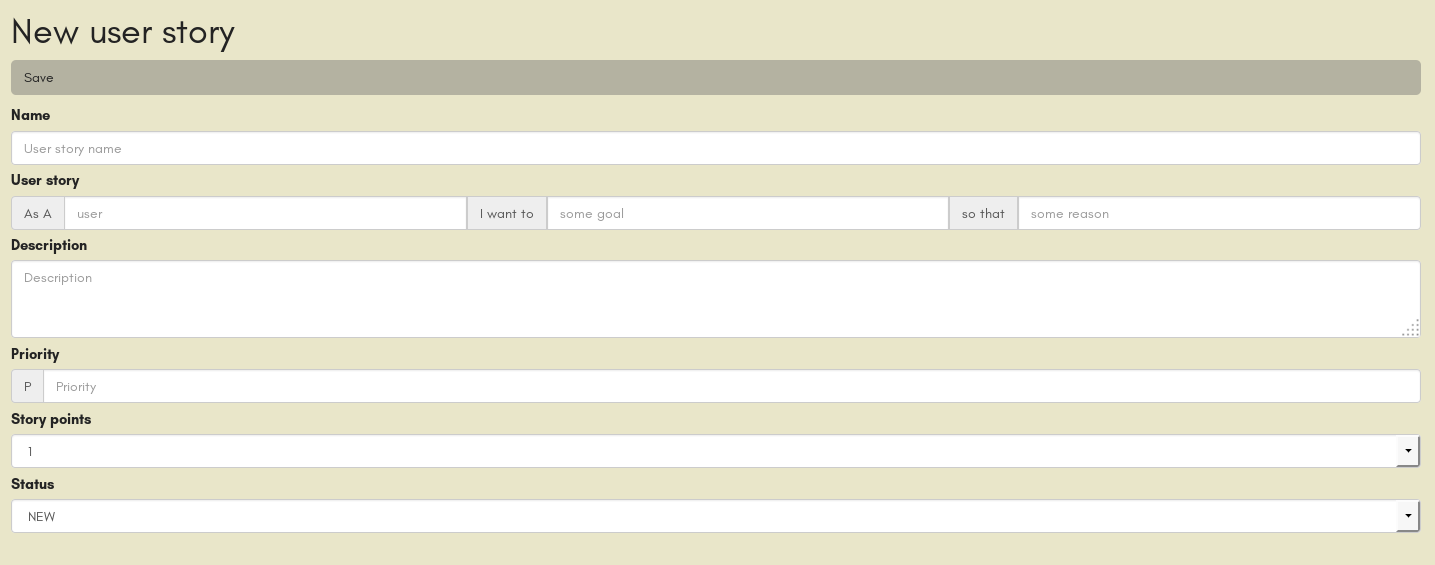 New user story
Save
Name
User story name
User story
As A user I want to some goal so that some reason
Description
Description
Priority
P Priority
Story points
1
Status
NEW